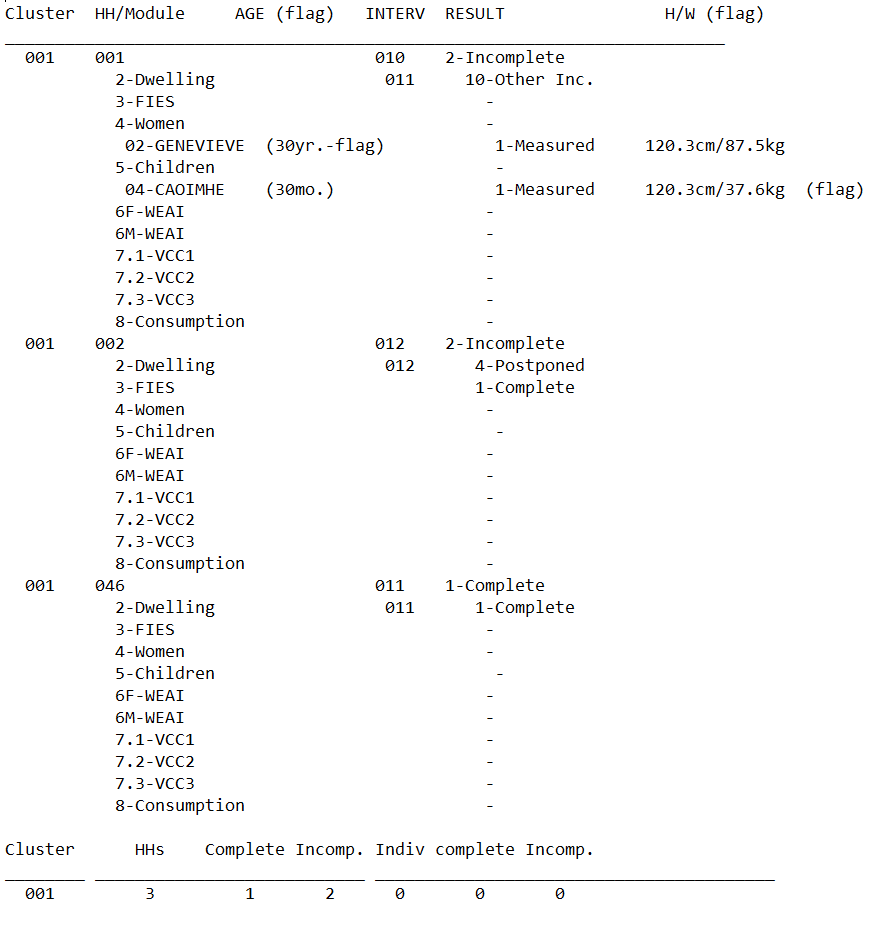 Cluster  HH/Module     AGE (flag)   INTERV  RESULT                H/W (flag)
________________________________________________________________________
  001    001                         010    2-Incomplete
           2-Dwelling                 011     10-Other Inc.
           3-FIES                               -
           4-Women                              -
            02-GENEVIEVE  (30yr.-flag)           1-Measured     120.3cm/87.5kg
           5-Children                            -
            04-CAOIMHE    (30mo.)                1-Measured     120.3cm/37.6kg  (flag)
           6F-WEAI                              -
           6M-WEAI                              -
           7.1-VCC1                             -
           7.2-VCC2                             -
           7.3-VCC3                             -
           8-Consumption                        -
  001    002                         012    2-Incomplete
           2-Dwelling                 012      4-Postponed
           3-FIES                              1-Complete
           4-Women                              -
           5-Children                            -
           6F-WEAI                              -
           6M-WEAI                              -
           7.1-VCC1                             -
           7.2-VCC2                             -
           7.3-VCC3                             -
           8-Consumption                        -
  001    046                         011    1-Complete
           2-Dwelling                 011      1-Complete
           3-FIES                               -
           4-Women                              -
           5-Children                            -
           6F-WEAI                              -
           6M-WEAI                              -
           7.1-VCC1                             -
           7.2-VCC2                             -
           7.3-VCC3                             -
           8-Consumption                        -
Cluster      HHs    Complete Incomp. Indiv complete Incomp.
________ ___________________________ ________________________________________
  001         3         1       2      0       0       0